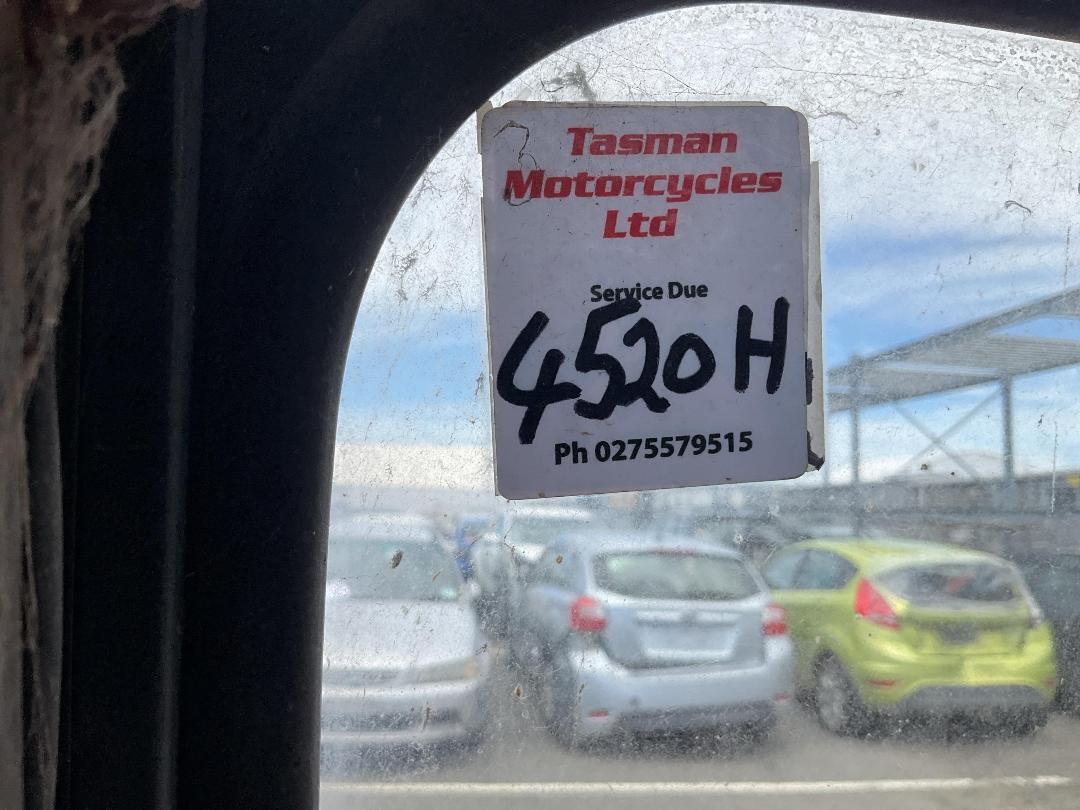 Tasman
Motorcycles
Ltd
Service Due
4520 H
Ph 0275579515